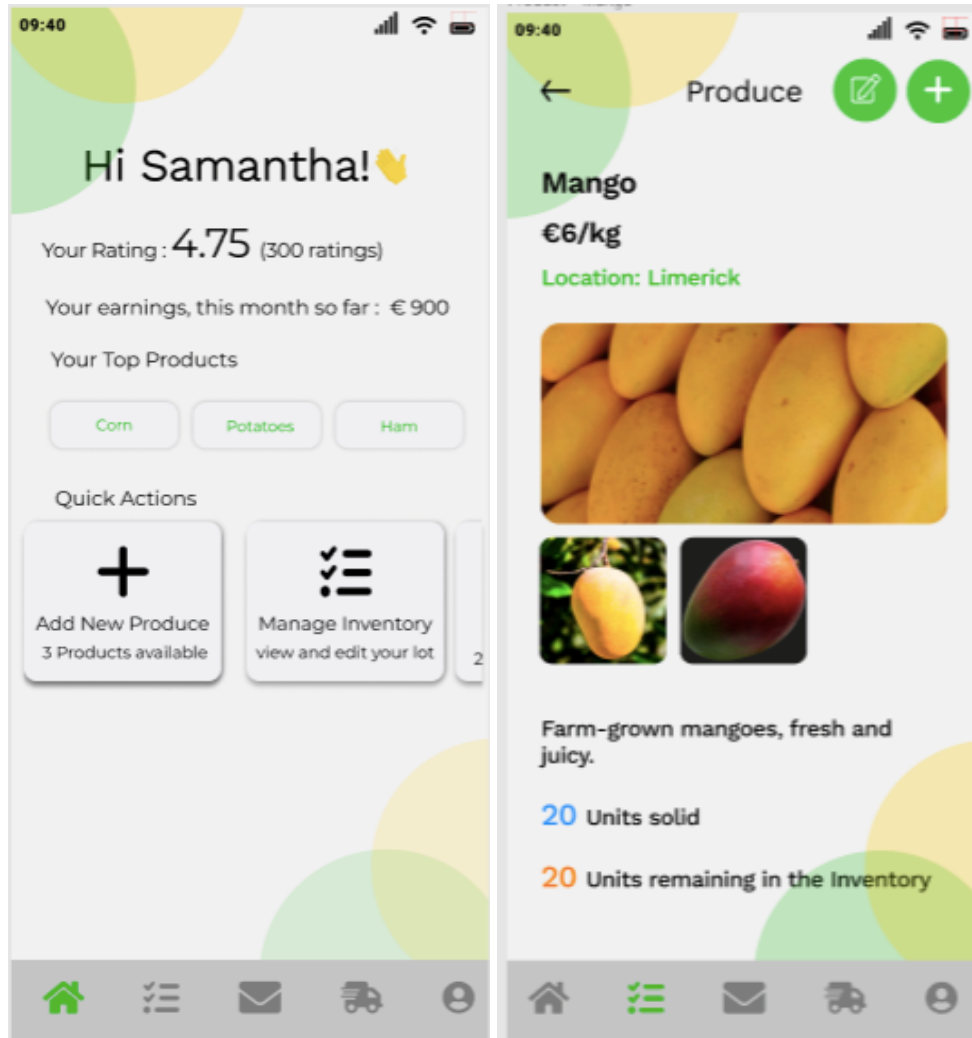 09:40
Hi Samantha!👋
Your Rating : 4.75 (300 ratings)
Your earnings, this month so far : € 900
Your Top Products
Corn
Potatoes
Ham
Quick Actions
Add New Produce
3 Products available
Manage Inventory
view and edit your lot
2
09:40
Produce
Mango
€6/kg
Location: Limerick
Farm-grown mangoes, fresh and
juicy.
20 Units solid
20 Units remaining in the Inventory